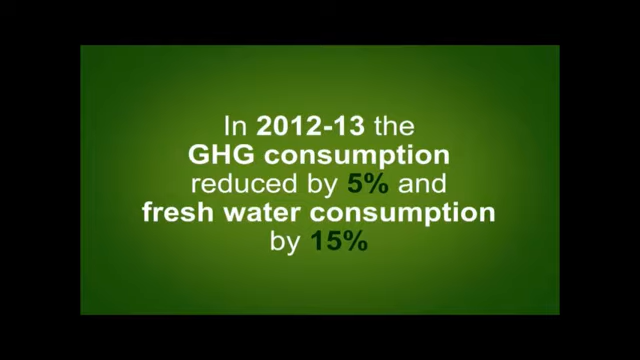 In 2012-13 the
GHG consumption
reduced by 5% and
fresh water consumption
by 15%